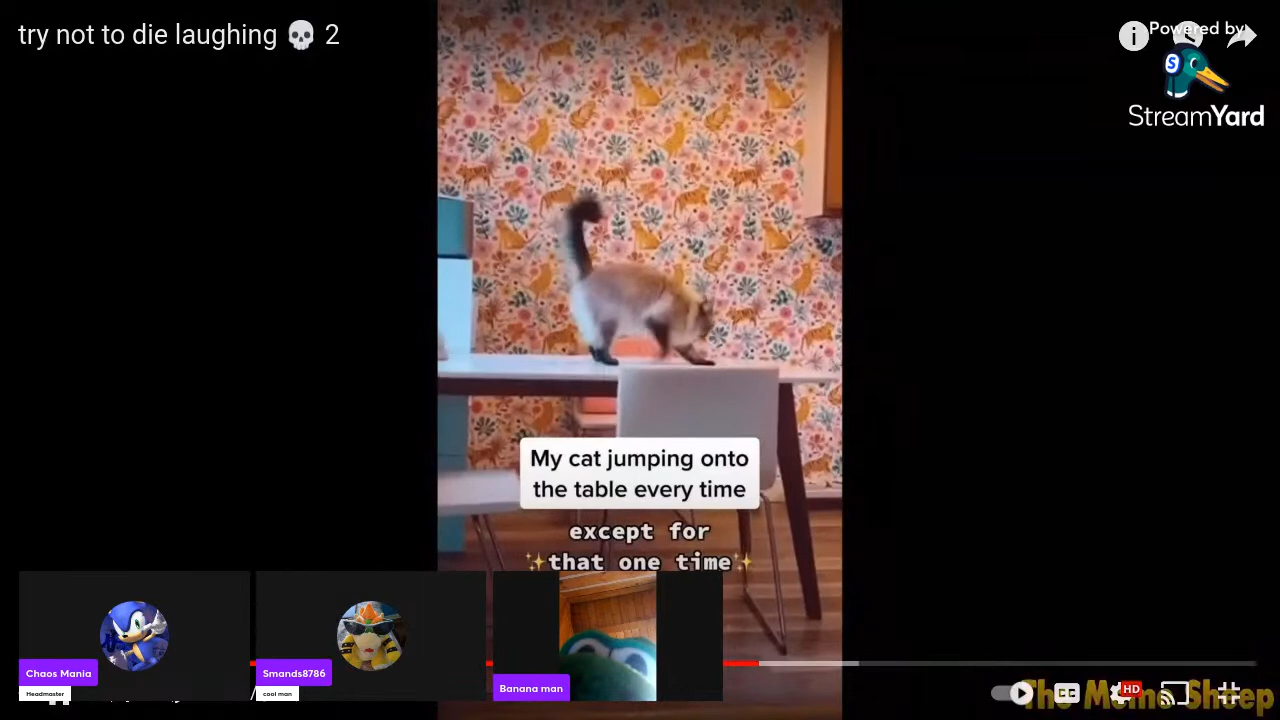 try not to die laughing 💀 2
Powered by
StreamYard
My cat jumping onto
the table every time
except for
✨that one time✨
Chaos Mania
Headmaster
Smands8786
cool man
Banana man
HD
The Meme Sheep